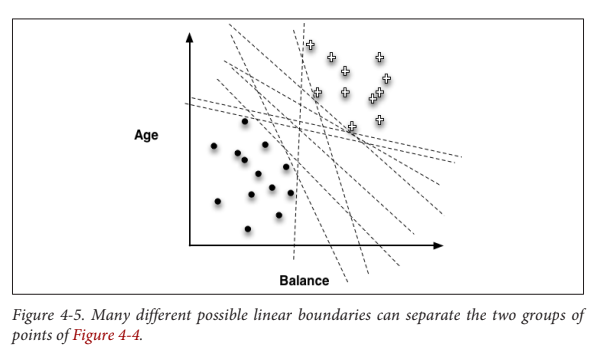 Age
Balance
Figure 4-5. Many different possible linear boundaries can separate the two groups of
points of Figure 4-4.